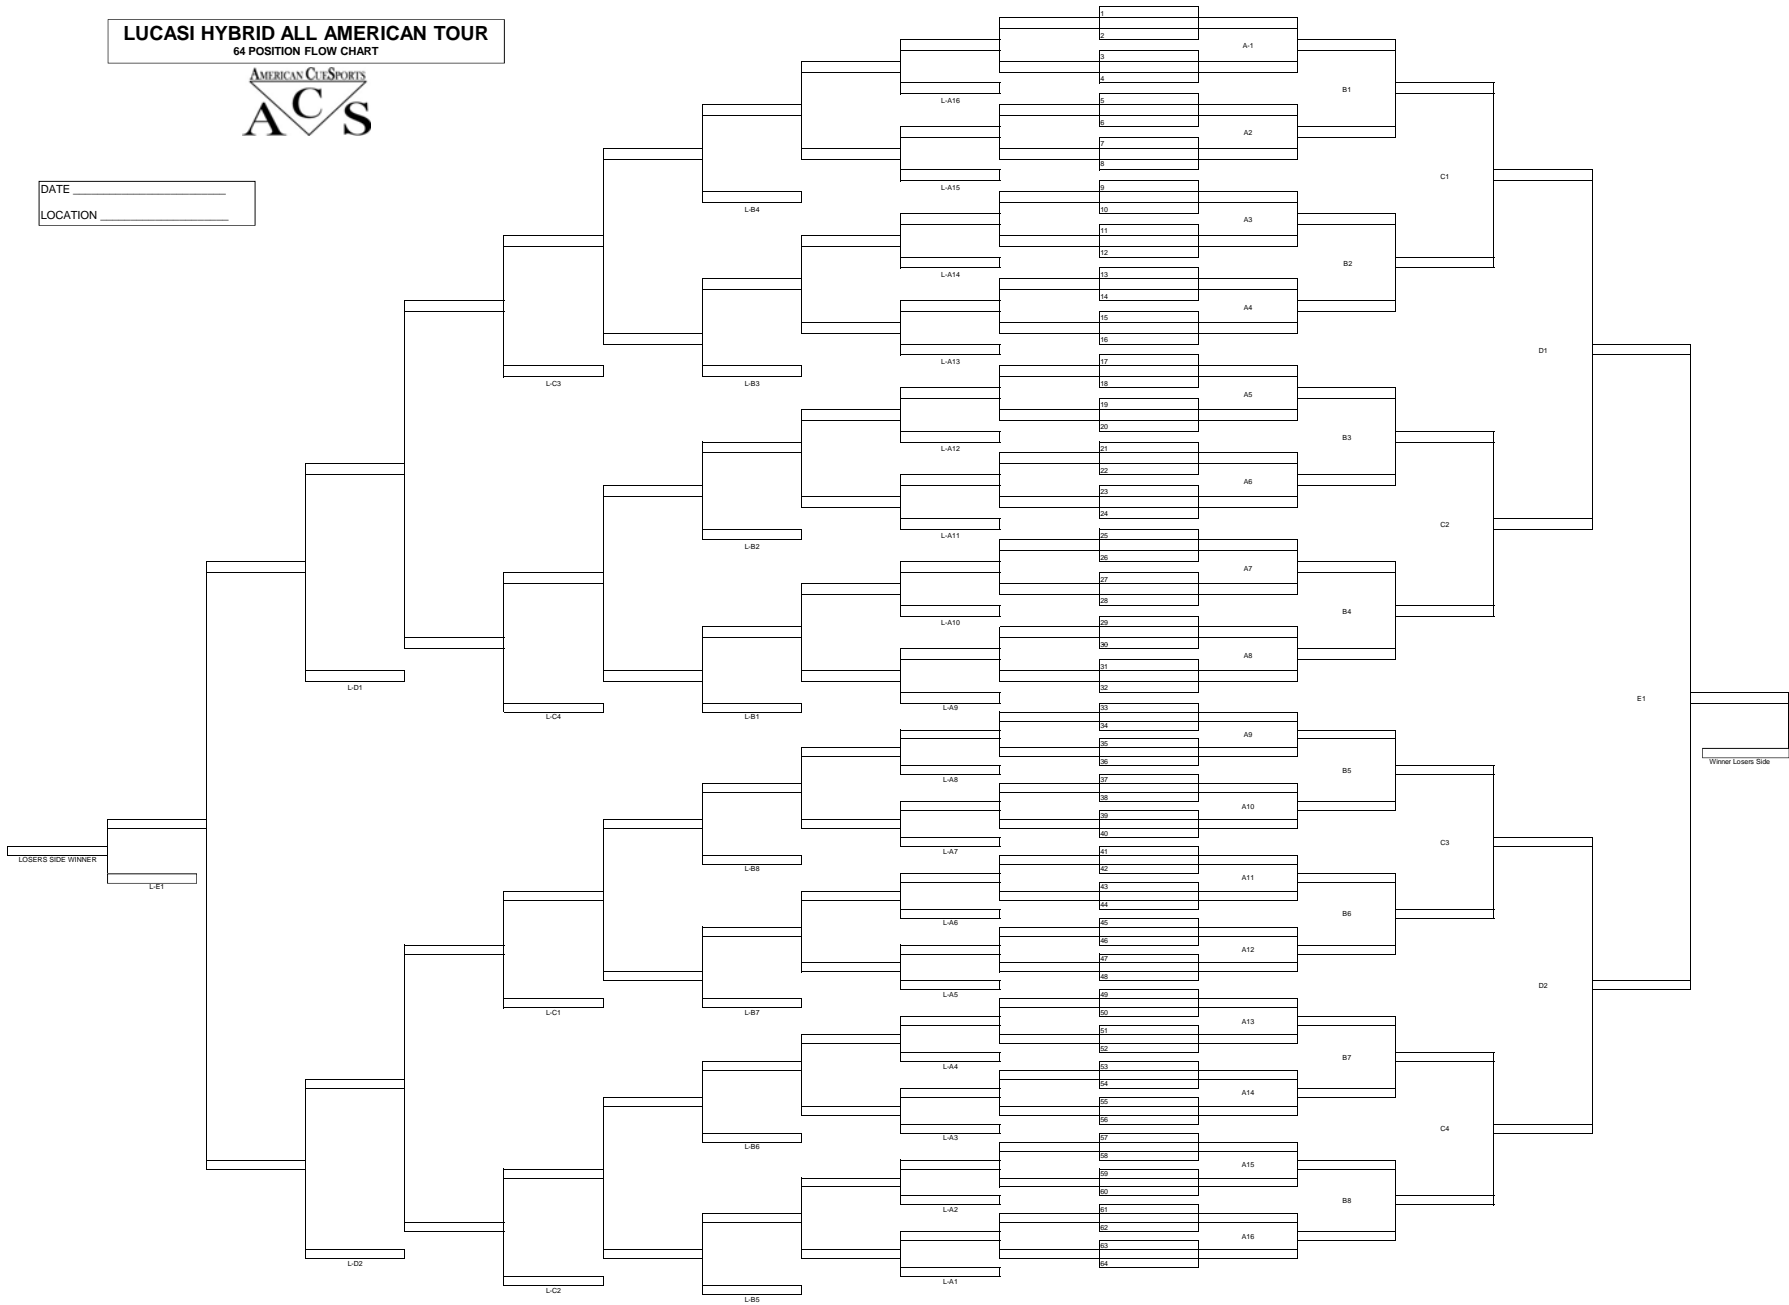 LUCASI HYBRID ALL AMERICAN TOUR
64 POSITION FLOW CHART
AMERICAN CUESPORTS
ACS
DATE ________________________
LOCATION ____________________
1
2
A-1
3
4
B1
L-A16
5
6
A2
7
8
C1
L-A15
9
L-B4
10
A3
11
12
B2
L-A14
13
14
A4
15
16
D1
L-A13
17
L-C3
L-B3
18
A5
19
20
B3
L-A12
21
22
A6
23
24
C2
L-A11
25
L-B2
26
A7
27
28
B4
L-A10
29
30
A8
31
32
L-D1
E1
L-A9
33
L-C4
L-B1
34
A9
35
36
Winner Losers Side
B5
L-A8
37
38
A10
39
40
C3
L-A7
41
LOSERS SIDE WINNER
L-B8
42
A11
43
L-E1
44
B6
L-A6
45
46
A12
47
48
D2
L-A5
49
L-C1
L-B7
50
A13
51
52
B7
L-A4
53
54
A14
55
56
C4
L-A3
57
L-B6
58
A15
59
60
B8
L-A2
61
62
A16
63
64
L-D2
L-A1
L-C2
L-B5